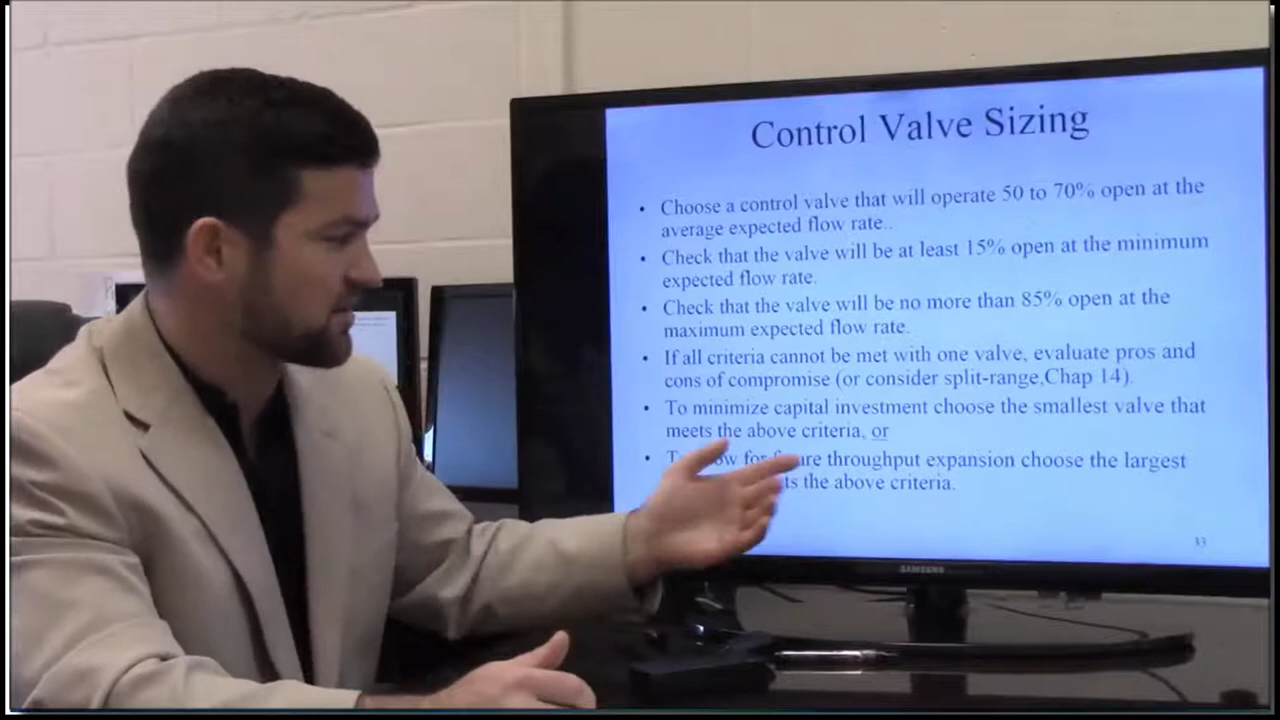 Control Valve Sizing
• Choose a control valve that will operate 50 to 70% open at the
average expected flow rate..
• Check that the valve will be at least 15% open at the minimum
expected flow rate.
• Check that the valve will be no more than 85% open at the
maximum expected flow rate.
• If all criteria cannot be met with one valve, evaluate pros and
cons of compromise (or consider split-range,Chap 14).
• To minimize capital investment choose the smallest valve that
meets the above criteria, or
• throughput expansion choose the largest
the above criteria.
33
SAMSUNG